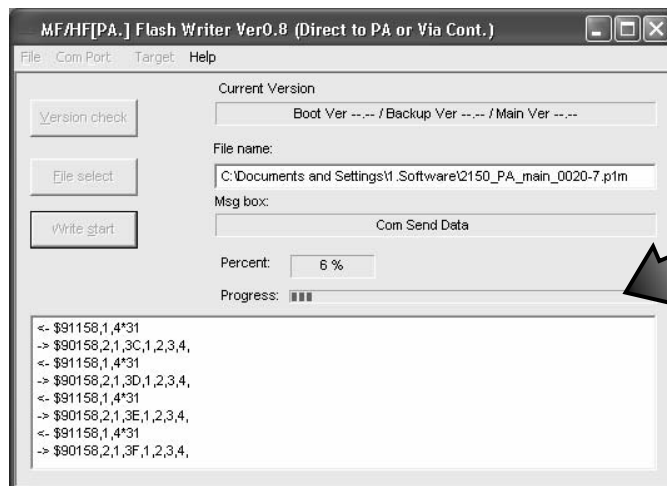 MF/HF[PA.] Flash Writer Ver0.8 (Direct to PA or Via Cont.)
File Com Port Target Help
Current Version
Version check
Boot Ver --.-- / Backup Ver --.-- / Main Ver --.--
File name:
File select
C:\Documents and Settings\1.Software\2150_PA_main_0020-7.p1m
Msg box:
Write start
Com Send Data
Percent: 6 %
Progress:
<- $91158,1,4*31
-> $90158,2,1,3C,1,2,3,4,
<- $91158,1,4*31
-> $90158,2,1,3D,1,2,3,4,
<- $91158,1,4*31
-> $90158,2,1,3E,1,2,3,4,
<- $91158,1,4*31
-> $90158,2,1,3F,1,2,3,4,